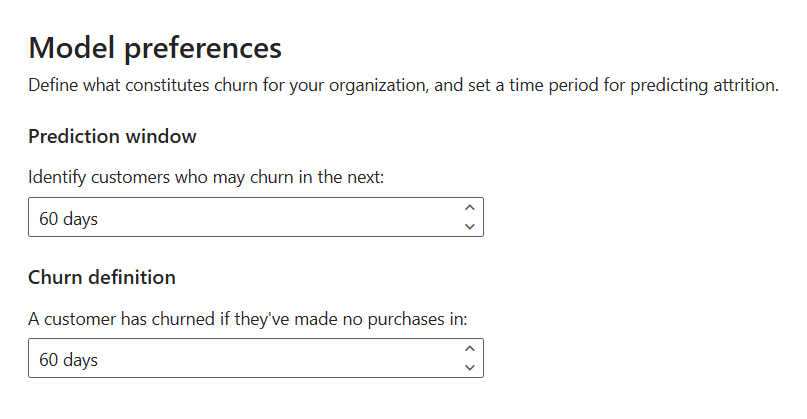 Model preferences
Define what constitutes churn for your organization, and set a time period for predicting attrition.
Prediction window
Identify customers who may churn in the next:
60 days
Churn definition
A customer has churned if they've made no purchases in:
60 days